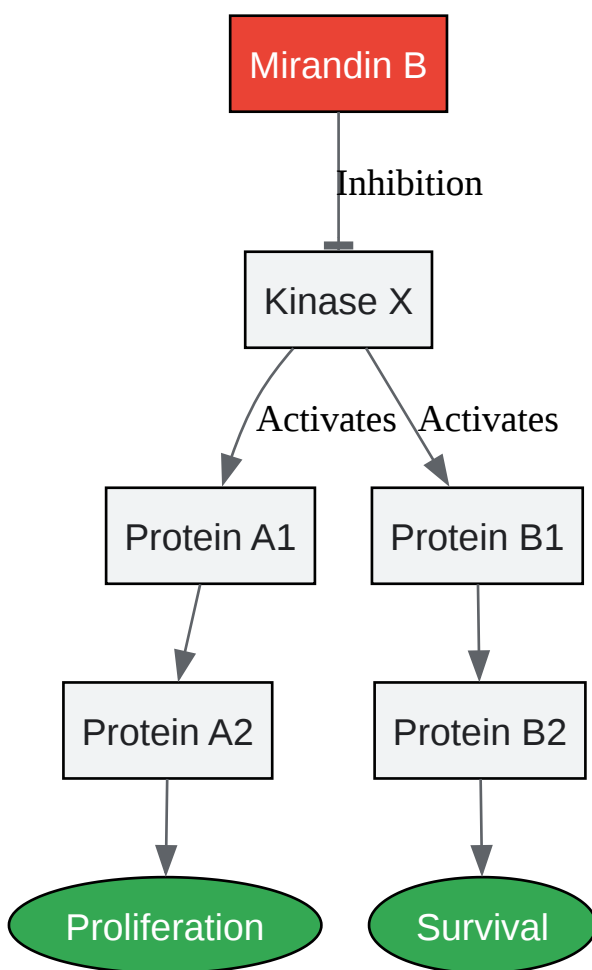 Mirandin B
Inhibition
Kinase X
Activates Activates
Protein A1 Protein B1
Protein A2 Protein B2
Proliferation Survival